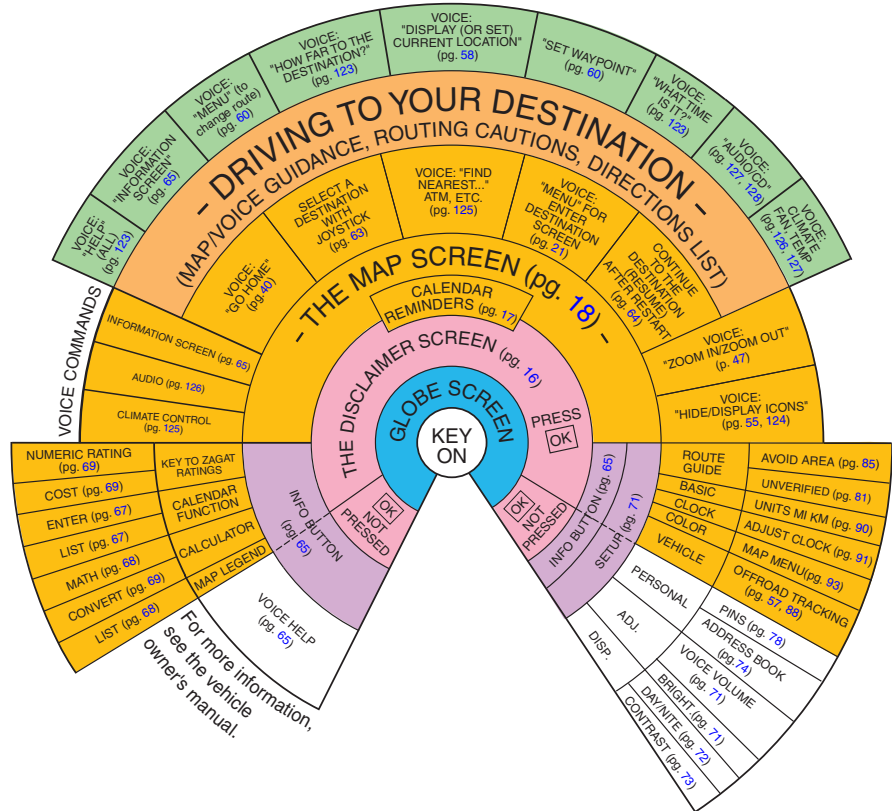 VOICE:
"HELP"
(ALL)
(pg. 123)
VOICE:
"INFORMATION
SCREEN"
(pg. 65)
VOICE:
"MENU" (to
change route)
(pg. 60)
VOICE:
"HOW FAR TO THE
DESTINATION?"
(pg. 123)
VOICE:
"DISPLAY (OR SET)
CURRENT LOCATION"
(pg. 58)
"SET WAYPOINT"
(pg. 60)
VOICE:
"WHAT TIME
IS IT?"
(pg. 123)
VOICE:
"AUDIO/CD"
(pg. 127, 128)
VOICE:
CLIMATE
FAN, TEMP
(pg. 126, 127)
- DRIVING TO YOUR DESTINATION -
(MAP/VOICE GUIDANCE, ROUTING CAUTIONS, DIRECTIONS LIST)
VOICE:
"GO HOME"
(pg. 40)
SELECT A
DESTINATION
WITH
JOYSTICK
(pg. 63)
VOICE: "FIND
NEAREST..."
ATM, ETC.
(pg. 125)
VOICE:
"MENU" FOR
ENTER
DESTINATION
SCREEN
(pg. 21)
CONTINUE
TO THE
DESTINATION
(RESUME)
AFTER RESTART
(pg. 64)
- THE MAP SCREEN (pg. 18) -
CALENDAR
REMINDERS (pg. 17)
THE DISCLAIMER SCREEN (pg. 16)
PRESS
OK
GLOBE SCREEN
KEY
ON
VOICE COMMANDS
INFORMATION SCREEN (pg. 65)
AUDIO (pg. 126)
CLIMATE CONTROL
(pg. 125)
VOICE:
"ZOOM IN/ZOOM OUT"
(p. 47)
VOICE:
"HIDE/DISPLAY ICONS"
(pg. 55, 124)
NUMERIC RATING
(pg. 69)
COST (pg. 69)
ENTER (pg. 67)
LIST (pg. 67)
MATH (pg. 68)
CONVERT (pg. 69)
LIST (pg. 68)
KEY TO ZAGAT
RATINGS
CALENDAR
FUNCTION
CALCULATOR
MAP LEGEND
INFO BUTTON
(pg. 65)
OK
NOT
PRESSED
VOICE HELP
(pg. 65)
For more information,
see the vehicle
owner's manual.
OK
NOT
PRESSED
INFO BUTTON (pg. 65)
SETUP (pg. 71)
ROUTE
GUIDE
BASIC
CLOCK
COLOR
VEHICLE
AVOID AREA (pg. 85)
UNVERIFIED (pg. 81)
UNITS MI KM (pg. 90)
ADJUST CLOCK (pg. 91)
MAP MENU(pg. 93)
OFFROAD TRACKING
(pg. 57, 88)
PERSONAL
ADJ.
DISP.
PINS (pg. 78)
ADDRESS BOOK
(pg. 74)
VOICE VOLUME
(pg. 71)
BRIGHT.(pg. 71)
DAY/NITE (pg. 72)
CONTRAST (pg. 73)